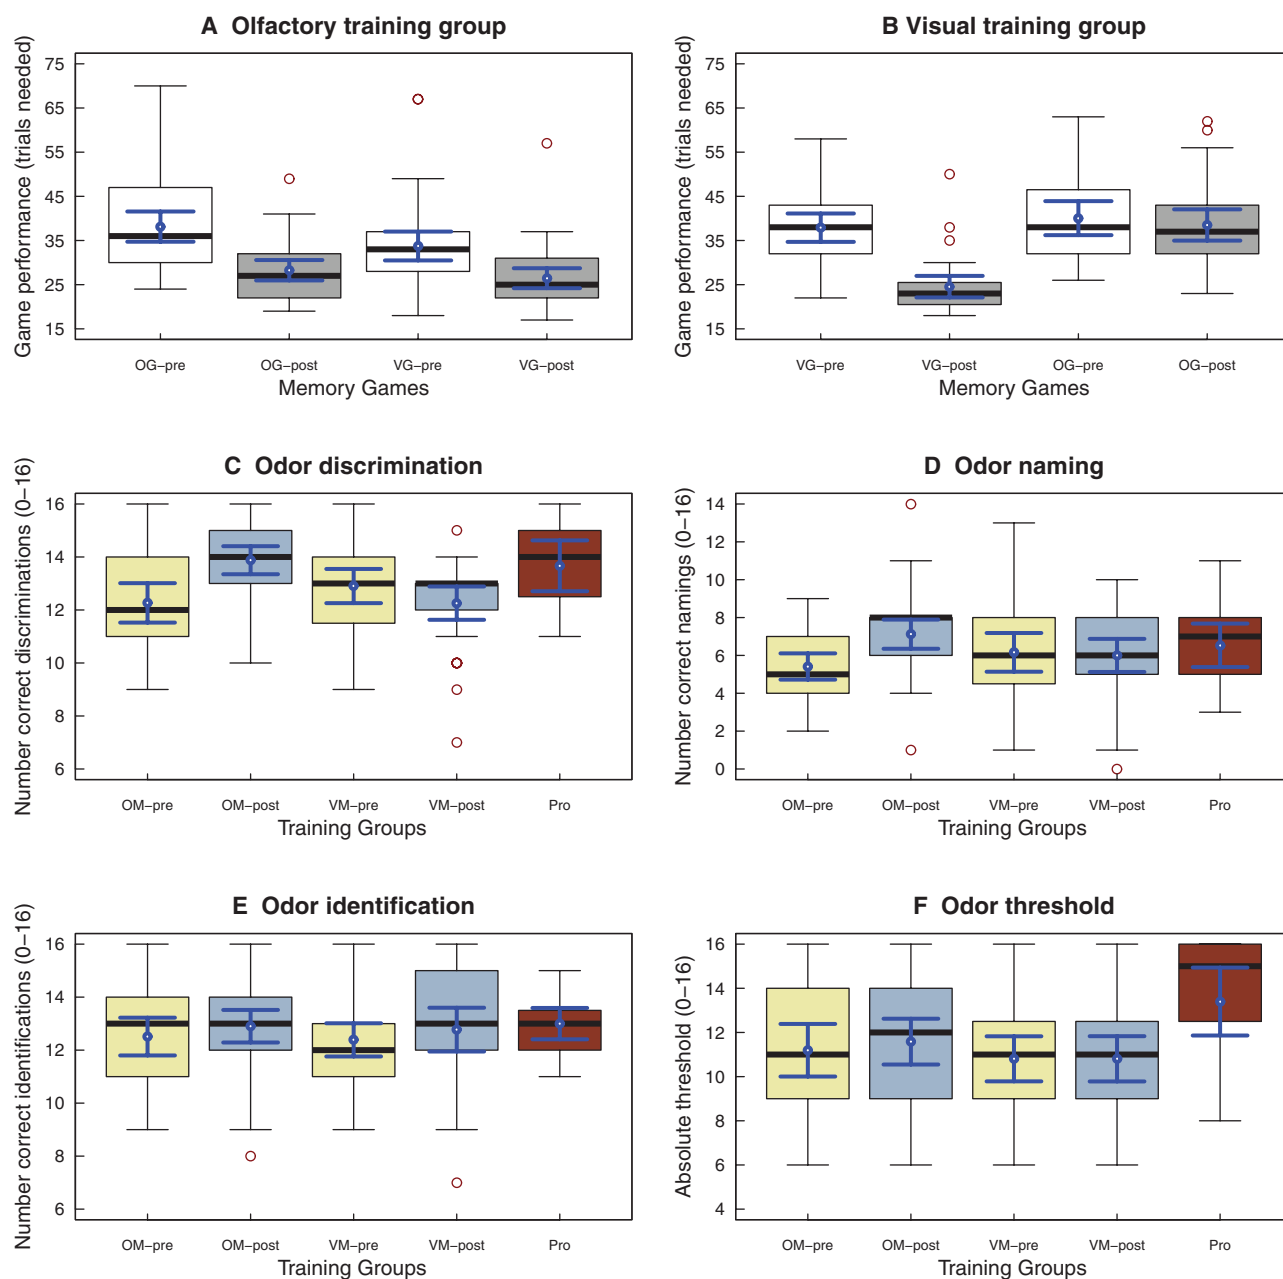 A  Olfactory training group
Game performance (trials needed)
75
65
55
45
35
25
15
OG−pre
OG−post
VG−pre
VG−post
Memory Games
B Visual training group
Game performance (trials needed)
75
65
55
45
35
25
15
VG−pre
VG−post
OG−pre
OG−post
Memory Games
C  Odor discrimination
Number correct discriminations (0−16)
16
14
12
10
8
6
OM−pre
OM−post
VM−pre
VM−post
Pro
Training Groups
D  Odor naming
Number correct namings (0−16)
14
12
10
8
6
4
2
0
OM−pre
OM−post
VM−pre
VM−post
Pro
Training Groups
E  Odor identification
Number correct identifications (0−16)
16
14
12
10
8
6
OM−pre
OM−post
VM−pre
VM−post
Pro
Training Groups
F  Odor threshold
Absolute threshold (0−16)
16
14
12
10
8
6
4
OM−pre
OM−post
VM−pre
VM−post
Pro
Training Groups